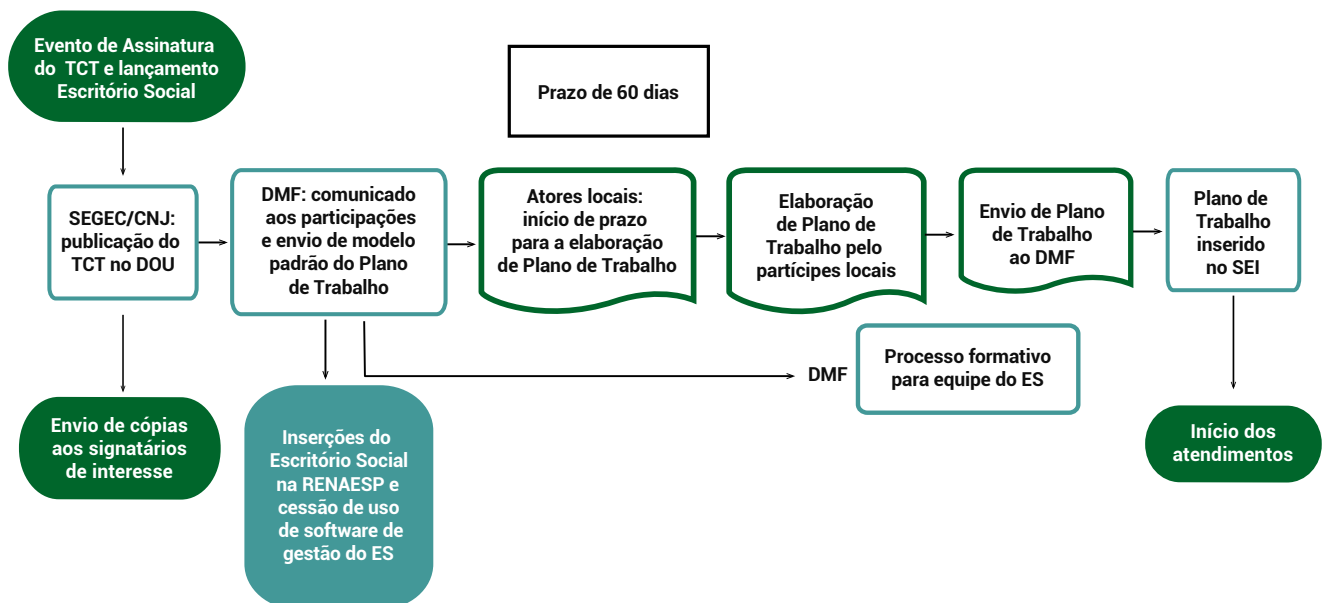 Evento de Assinatura
do TCT e lançamento
Escritório Social
Prazo de 60 dias
SEGEC/CNJ:
publicação do
TCT no DOU
DMF: comunicado
aos participações
e envio de modelo
padrão do Plano
de Trabalho
Atores locais:
início de prazo
para a elaboração
de Plano de Trabalho
Elaboração
de Plano de
Trabalho pelo
partícipes locais
Envio de Plano
de Trabalho
ao DMF
Plano de
Trabalho
inserido
no SEI
DMF
Processo formativo
para equipe do ES
Envio de cópias
aos signatários
de interesse
Inserções do
Escritório Social
na RENAESP e
cessão de uso
de software de
gestão do ES
Início dos
atendimentos